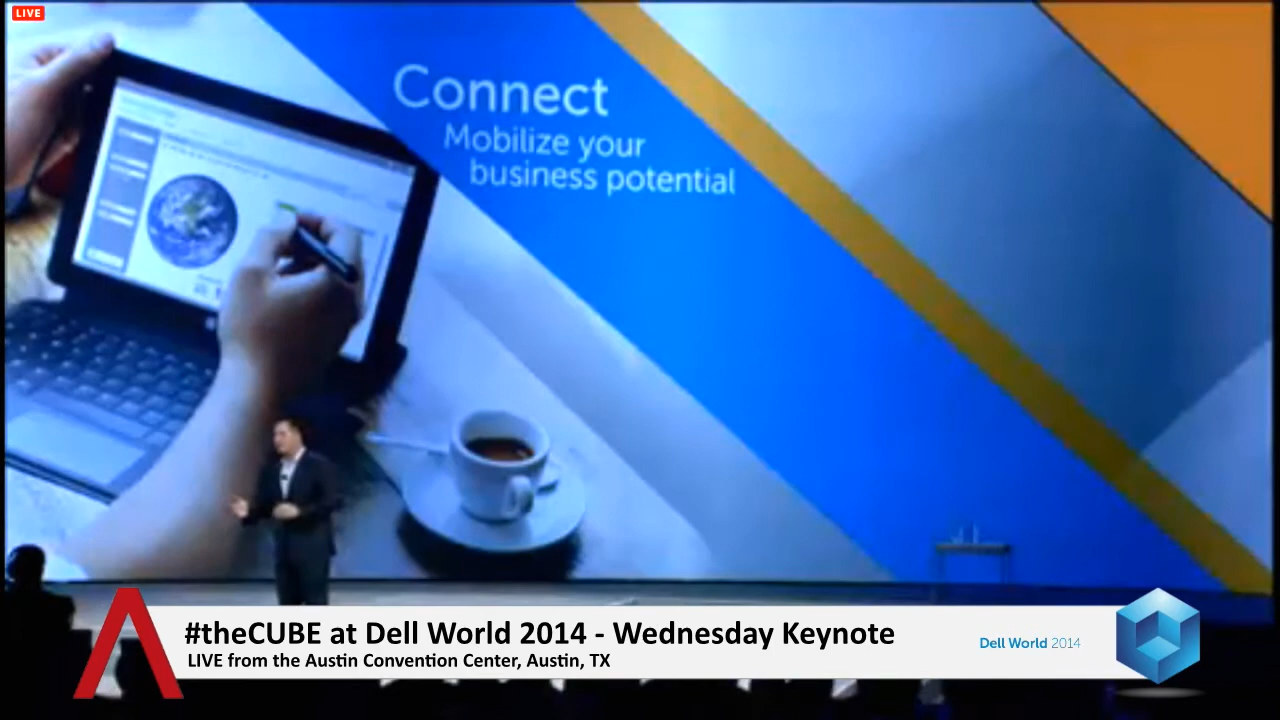 LIVE
Connect
Mobilize your
business potential
#theCUBE at Dell World 2014 - Wednesday Keynote
LIVE from the Austin Convention Center, Austin, TX
Dell World 2014